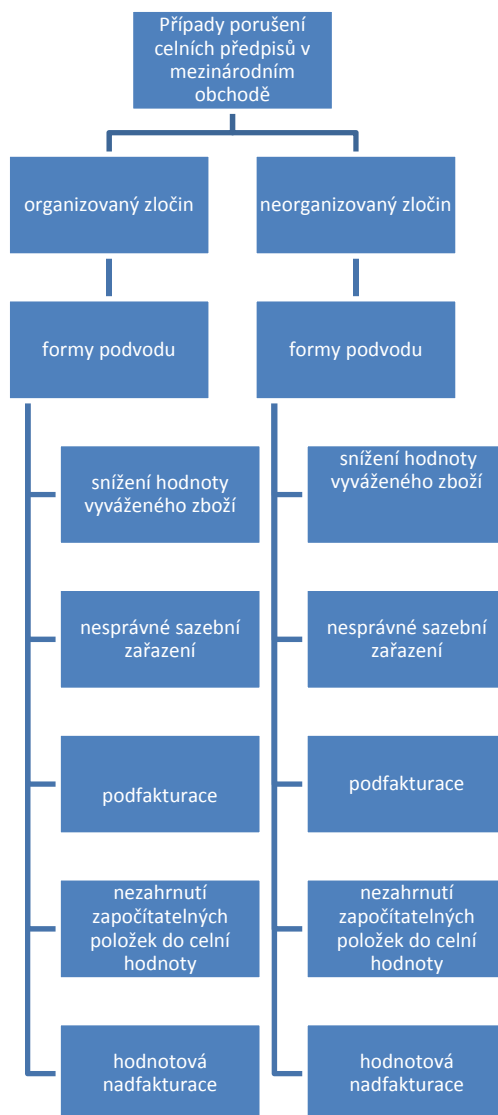 Případy porušení
celních předpisů v
mezinárodním
obchodě
organizovaný zločin
neorganizovaný zločin
formy podvodu
formy podvodu
snížení hodnoty
vyváženého zboží
nesprávné sazební
zařazení
podfakturace
nezahrnutí
započítatelných
položek do celní
hodnoty
hodnotová
nadfakturace
snížení hodnoty
vyváženého zboží
nesprávné sazební
zařazení
podfakturace
nezahrnutí
započítatelných
položek do celní
hodnoty
hodnotová
nadfakturace